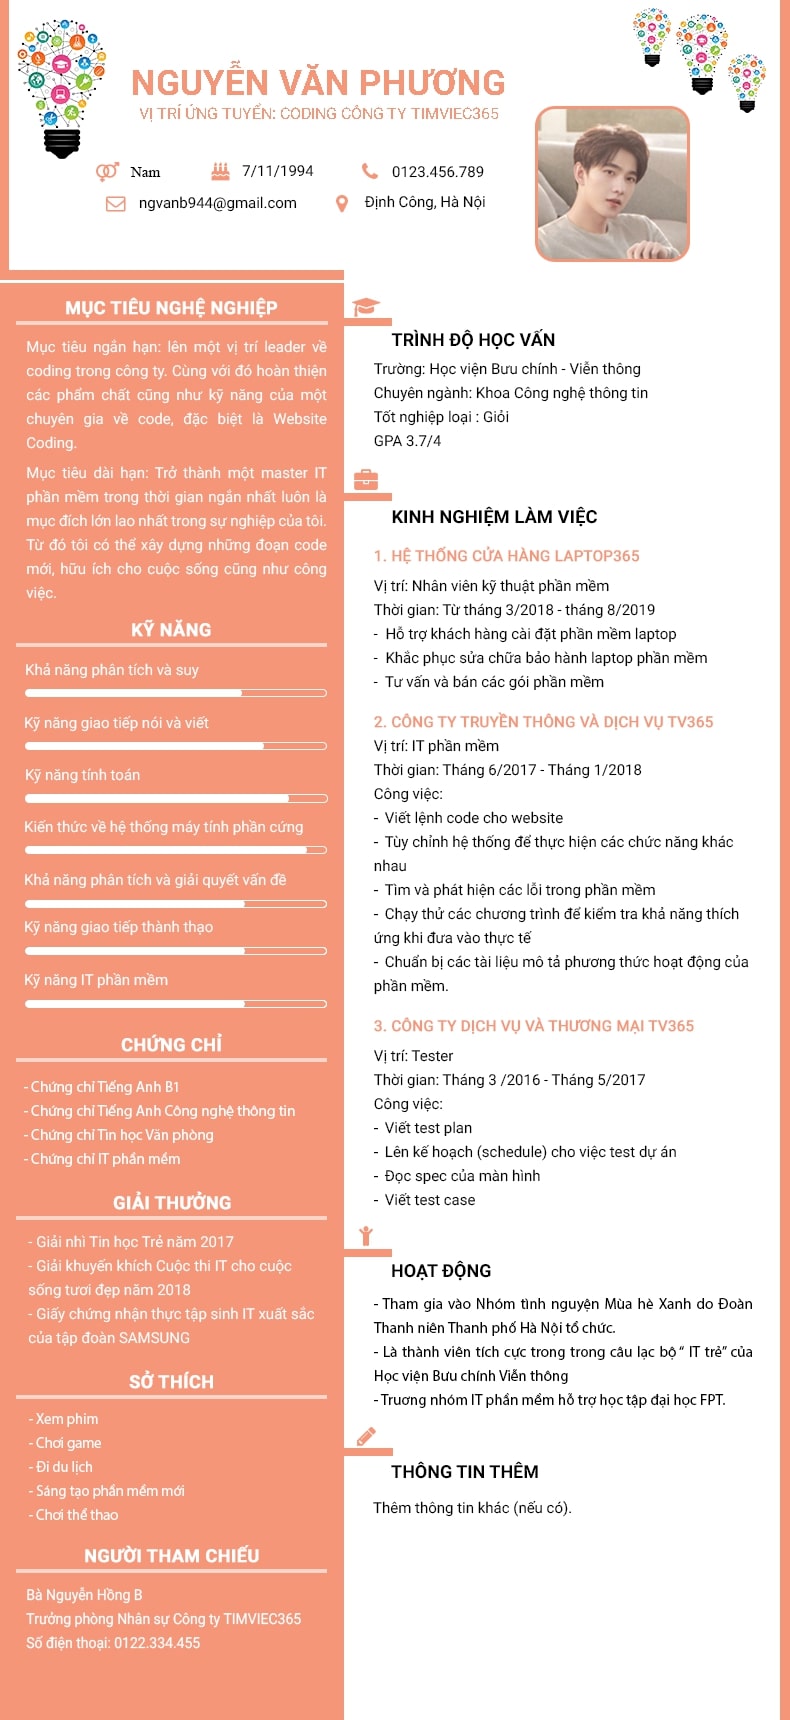 NGUYỄN VĂN PHƯƠNG
VỊ TRÍ ỨNG TUYỂN: CODING CÔNG TY TIMVIEC365
Nam
7/11/1994
0123.456.789
ngvanb944@gmail.com
Định Công, Hà Nội
MỤC TIÊU NGHỆ NGHIỆP
Mục tiêu ngắn hạn: lên một vị trí leader về
coding trong công ty. Cùng với đó hoàn thiện
các phẩm chất cũng như kỹ năng của một
chuyên gia về code, đặc biệt là Website
Coding.
Mục tiêu dài hạn: Trở thành một master IT
phần mềm trong thời gian ngắn nhất luôn là
mục đích lớn lao nhất trong sự nghiệp của tôi.
Từ đó tôi có thể xây dựng những đoạn code
mới, hữu ích cho cuộc sống cũng như công
việc.
KỸ NĂNG
Khả năng phân tích và suy
Kỹ năng giao tiếp nói và viết
Kỹ năng tính toán
Kiến thức về hệ thống máy tính phần cứng
Khả năng phân tích và giải quyết vấn đề
Kỹ năng giao tiếp thành thạo
Kỹ năng IT phần mềm
CHỨNG CHỈ
- Chứng chỉ Tiếng Anh B1
- Chứng chỉ Tiếng Anh Công nghệ thông tin
- Chứng chỉ Tin học Văn phòng
- Chứng chỉ IT phần mềm
GIẢI THƯỞNG
- Giải nhì Tin học Trẻ năm 2017
- Giải khuyến khích Cuộc thi IT cho cuộc
sống tươi đẹp năm 2018
- Giấy chứng nhận thực tập sinh IT xuất sắc
của tập đoàn SAMSUNG
SỞ THÍCH
- Xem phim
- Chơi game
- Đi du lịch
- Sáng tạo phần mềm mới
- Chơi thể thao
NGƯỜI THAM CHIẾU
Bà Nguyễn Hồng B
Trưởng phòng Nhân sự Công ty TIMVIEC365
Số điện thoại: 0122.334.455
TRÌNH ĐỘ HỌC VẤN
Trường: Học viện Bưu chính - Viễn thông
Chuyên ngành: Khoa Công nghệ thông tin
Tốt nghiệp loại : Giỏi
GPA 3.7/4
KINH NGHIỆM LÀM VIỆC
1. HỆ THỐNG CỬA HÀNG LAPTOP365
Vị trí: Nhân viên kỹ thuật phần mềm
Thời gian: Từ tháng 3/2018 - tháng 8/2019
- Hỗ trợ khách hàng cài đặt phần mềm laptop
- Khắc phục sửa chữa bảo hành laptop phần mềm
- Tư vấn và bán các gói phần mềm
2. CÔNG TY TRUYỀN THÔNG VÀ DỊCH VỤ TV365
Vị trí: IT phần mềm
Thời gian: Tháng 6/2017 - Tháng 1/2018
Công việc:
- Viết lệnh code cho website
- Tùy chỉnh hệ thống để thực hiện các chức năng khác
nhau
- Tìm và phát hiện các lỗi trong phần mềm
- Chạy thử các chương trình để kiểm tra khả năng thích
ứng khi đưa vào thực tế
- Chuẩn bị các tài liệu mô tả phương thức hoạt động của
phần mềm.
3. CÔNG TY DỊCH VỤ VÀ THƯƠNG MẠI TV365
Vị trí: Tester
Thời gian: Tháng 3 /2016 - Tháng 5/2017
Công việc:
- Viết test plan
- Lên kế hoạch (schedule) cho việc test dự án
- Đọc spec của màn hình
- Viết test case
HOẠT ĐỘNG
- Tham gia vào Nhóm tình nguyện Mùa hè Xanh do Đoàn
Thanh niên Thanh phố Hà Nội tổ chức.
- Là thành viên tích cực trong trong câu lạc bộ “ IT trẻ” của
Học viện Bưu chính Viễn thông
- Trương nhóm IT phần mềm hỗ trợ học tập đại học FPT.
THÔNG TIN THÊM
Thêm thông tin khác (nếu có).